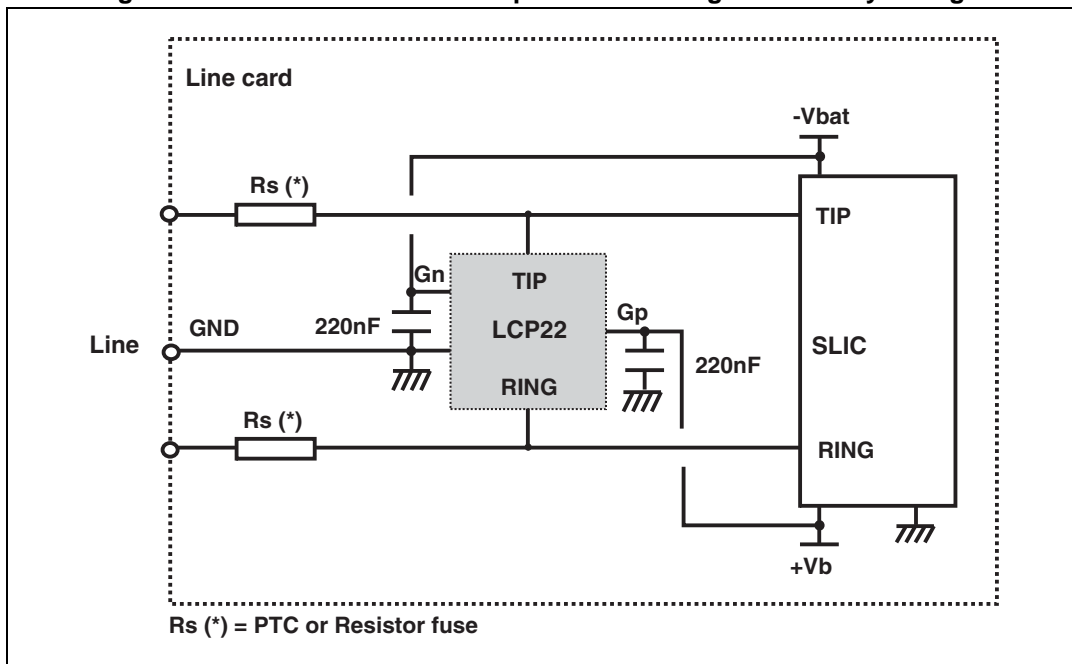 Line card
-Vbat
Rs (*)
TIP
Gn
TIP
Gp
220nF
GND
LCP22
Line
SLIC
220nF
RING
Rs (*)
RING
+Vb
Rs (*) = PTC or Resistor fuse